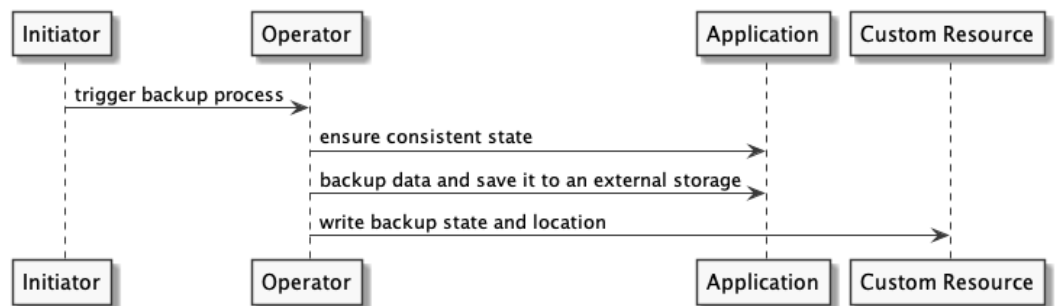 Initiator Operator Application Custom Resource
trigger backup process
ensure consistent state
backup data and save it to an external storage
write backup state and location
Initiator Operator Application Custom Resource